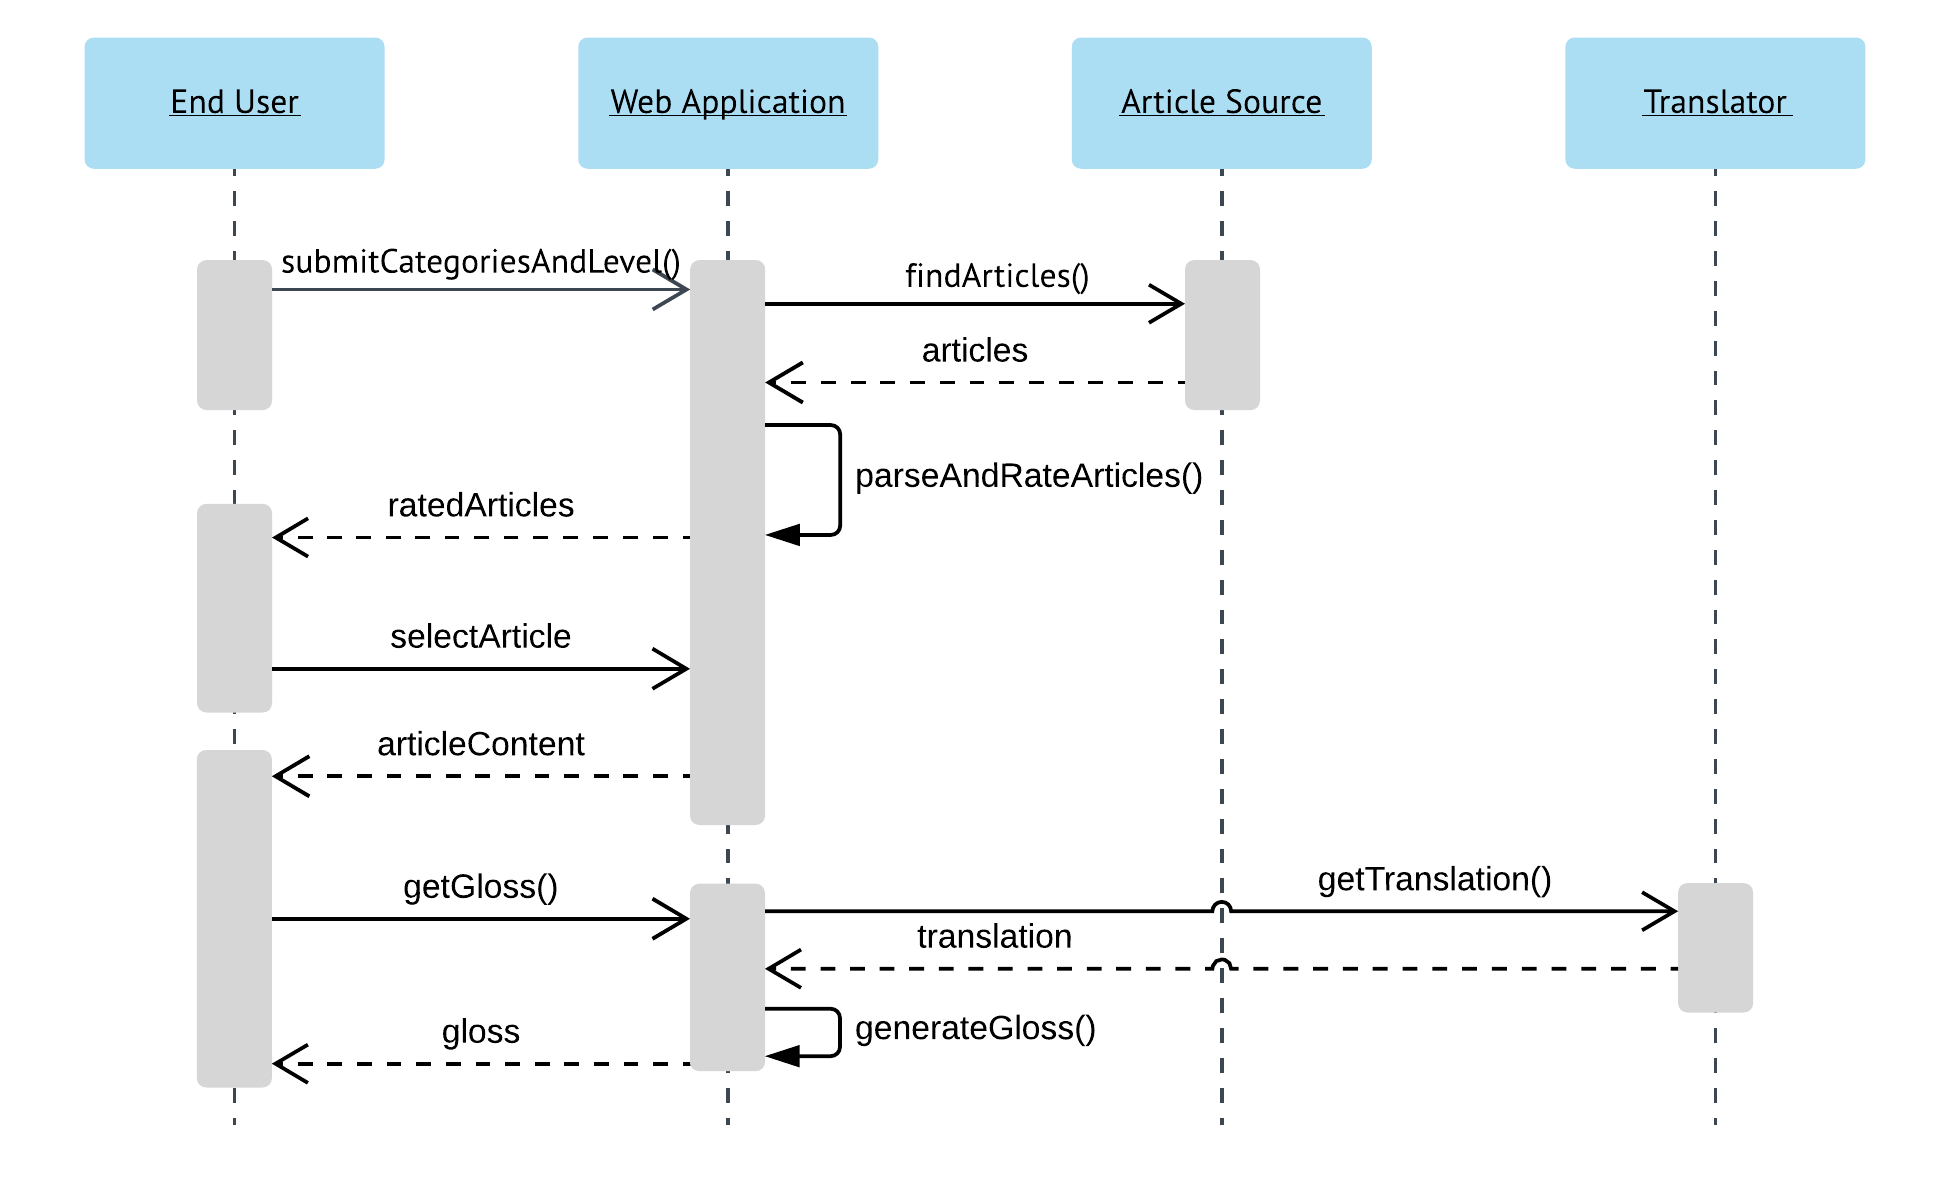 End User
Web Application
Article Source
Translator
submitCategoriesAndLevel()
findArticles()
articles
parseAndRateArticles()
ratedArticles
selectArticle
articleContent
getGloss()
getTranslation()
translation
generateGloss()
gloss